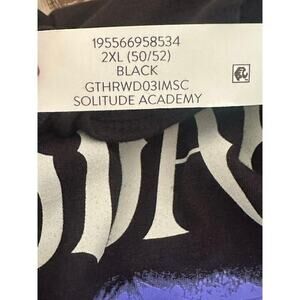 195566958534
2XL (50/52)
BLACK
GTHRWD03IMSC
SOLITUDE ACADEMY